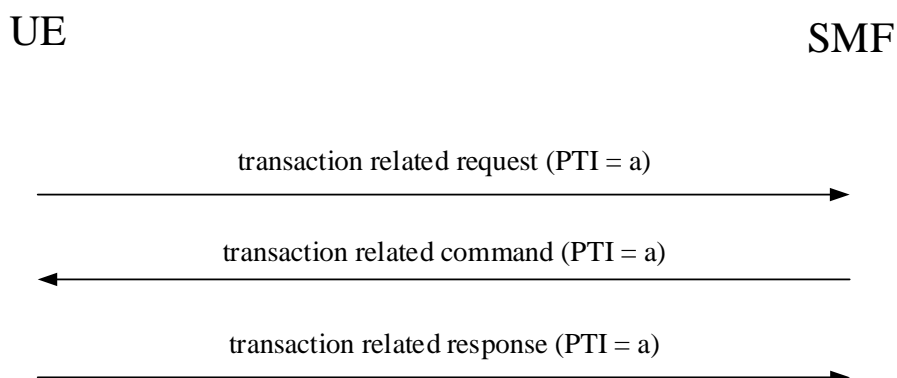 UE
SMF
transaction related request (PTI = a)
transaction related command (PTI = a)
transaction related response (PTI = a)